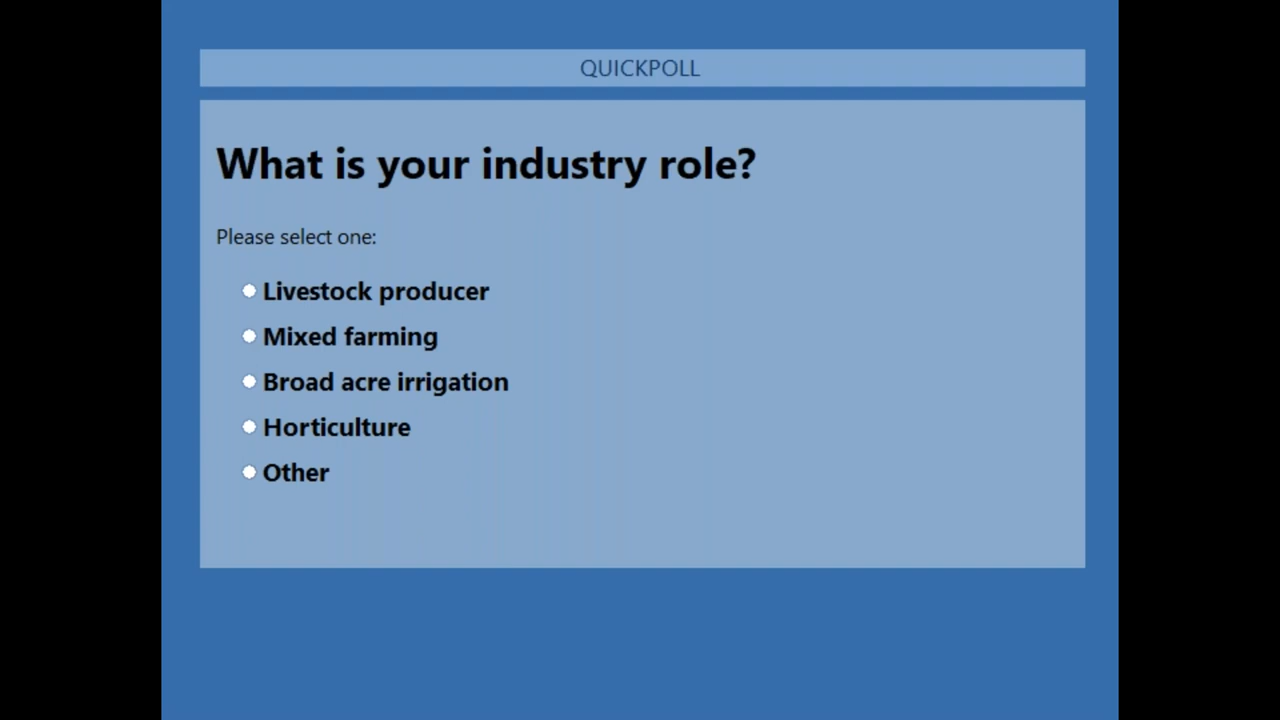 QUICKPOLL
What is your industry role?
Please select one:
Livestock producer
Mixed farming
Broad acre irrigation
Horticulture
Other